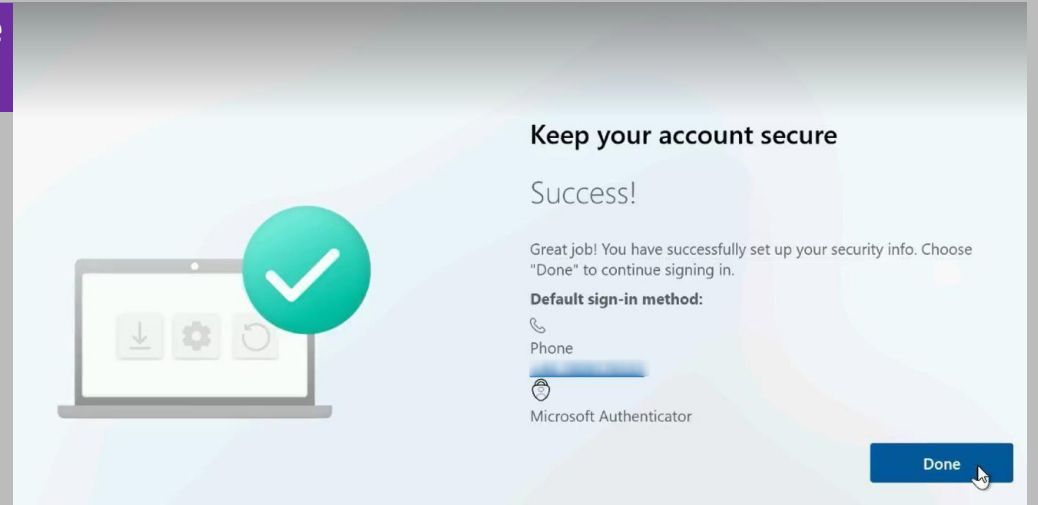 Keep your account secure
Success!
Great job! You have successfully set up your security info. Choose
"Done" to continue signing in.
Default sign-in method:
Phone
Microsoft Authenticator
Done